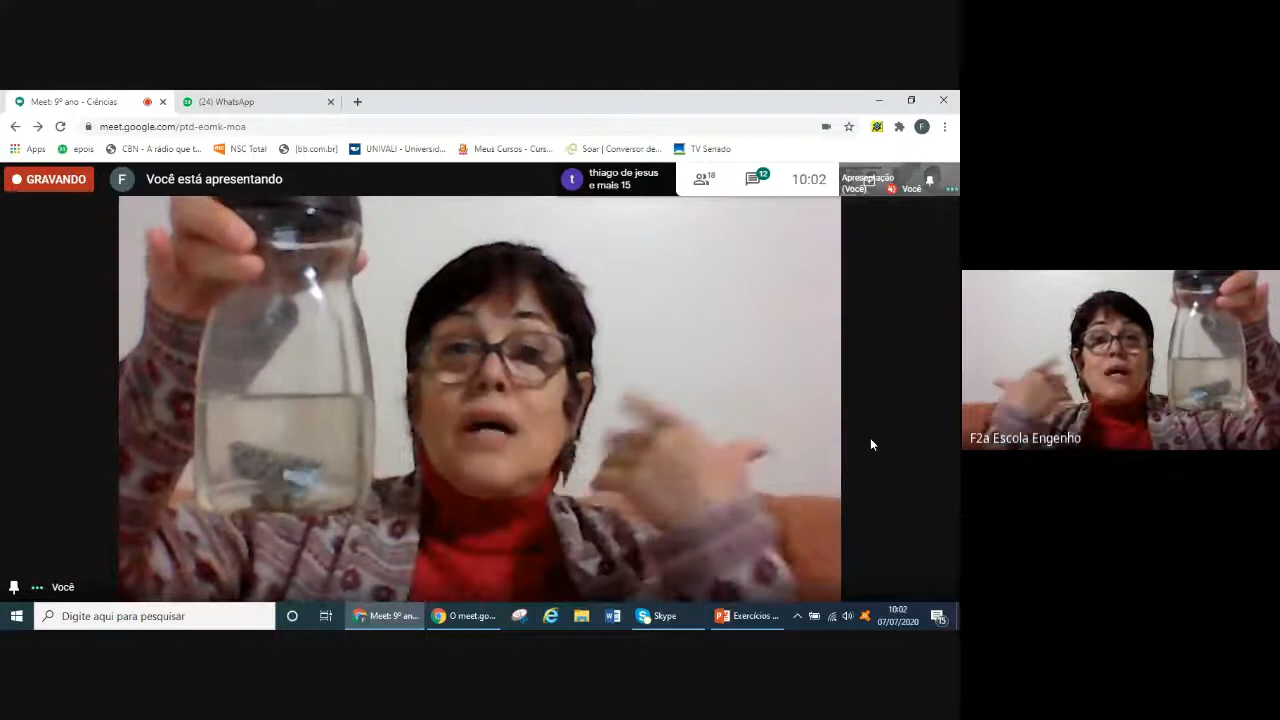 Meet: 9º ano - Ciências
(24) WhatsApp
meet.google.com/ptd-eomk-moa
Apps
epois
CBN - A rádio que t...
NSC Total
[bb.com.br]
UNIVALI - Universid...
Meus Cursos - Curs...
Soar | Conversor de...
TV Senado
F
GRAVANDO
F
Você está apresentando
t
thiago de jesus
e mais 15
18
12
10:02
Apresentação
(Você)
Você
F2a Escola Engenho
Você
Digite aqui para pesquisar
Meet: 9º an...
O meet.go...
Skype
Exercícios ...
10:02
07/07/2020
15